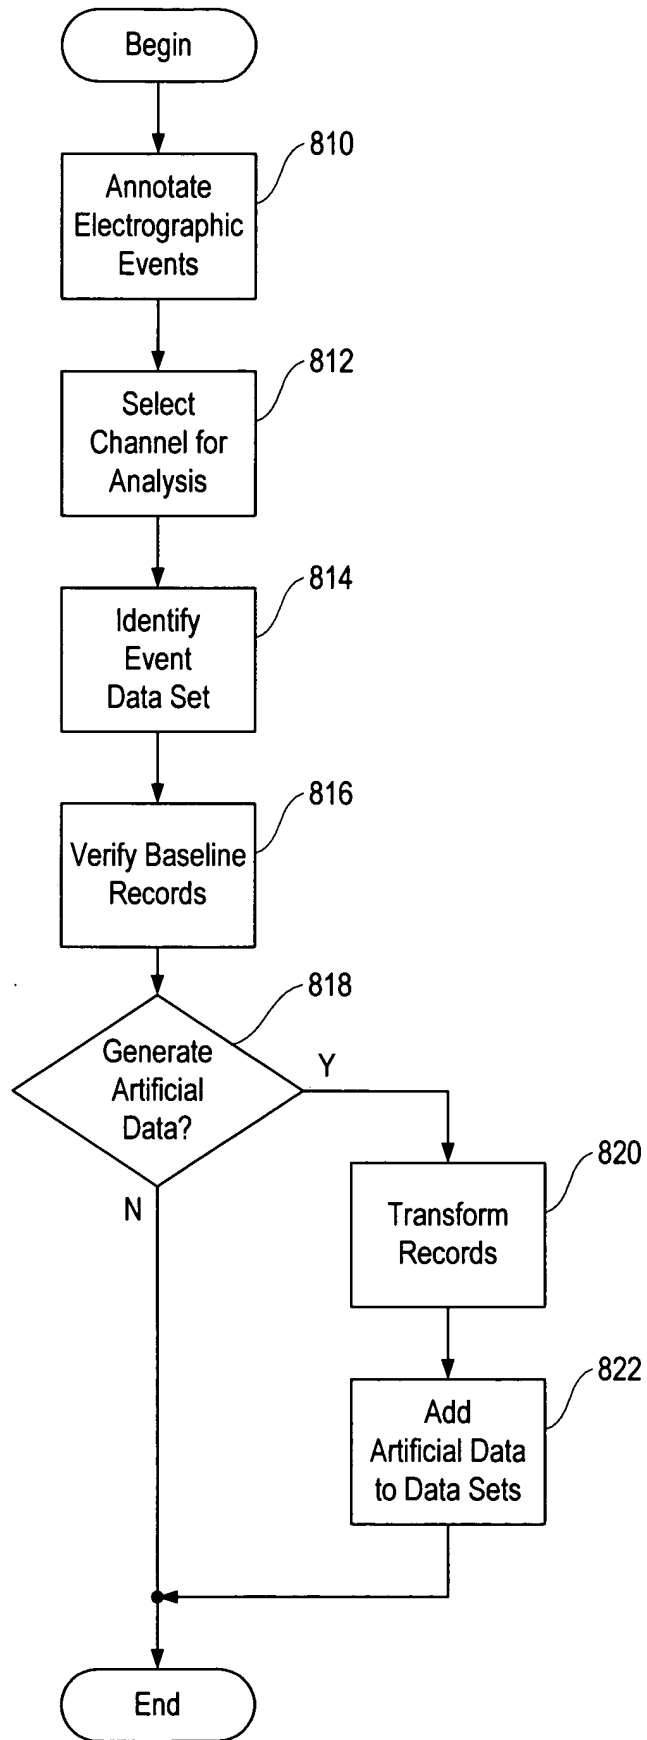 Begin
810
Annotate
Electrographic
Events
812
Select
Channel for
Analysis
814
Identify
Event
Data Set
816
Verify Baseline
Records
818
Generate
Artificial
Data?
Y
N
820
Transform
Records
822
Add
Artificial Data
to Data Sets
End